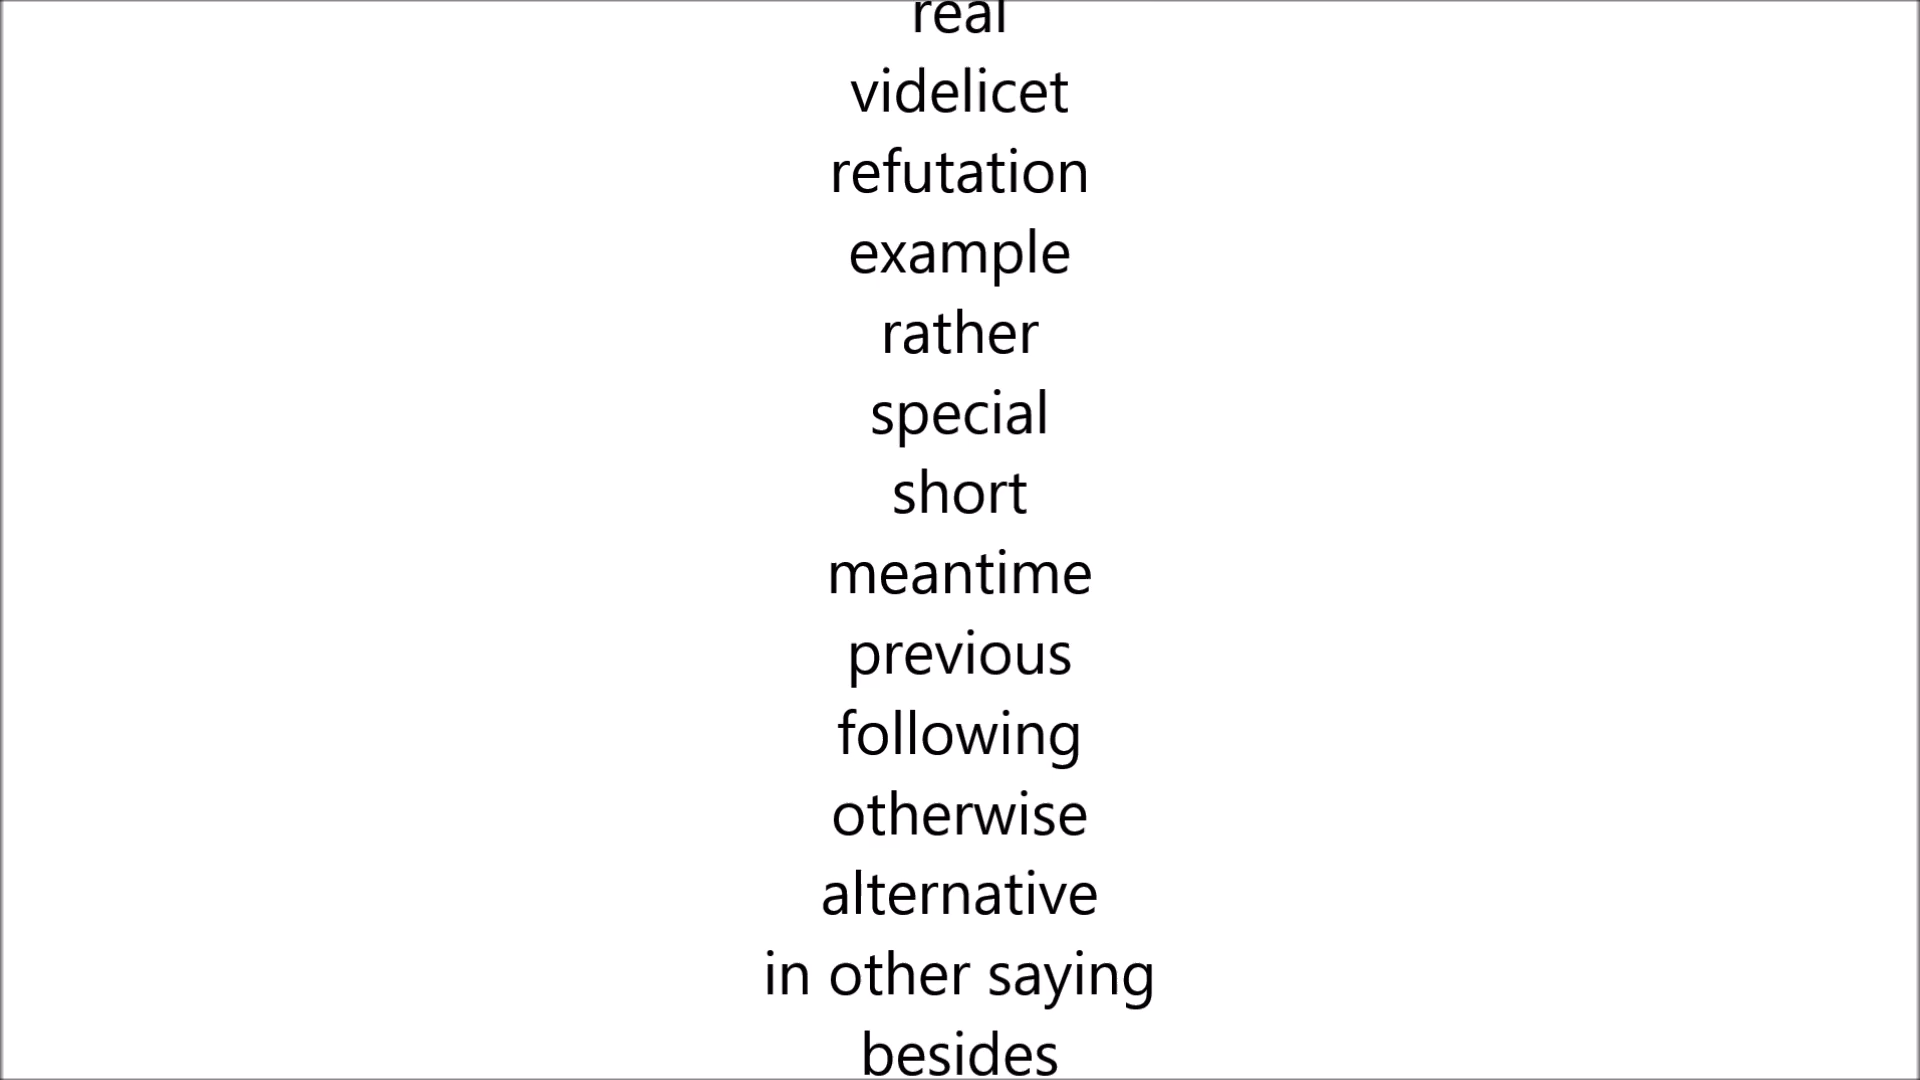 real
videlicet
refutation
example
rather
special
short
meantime
previous
following
otherwise
alternative
in other saying
besides